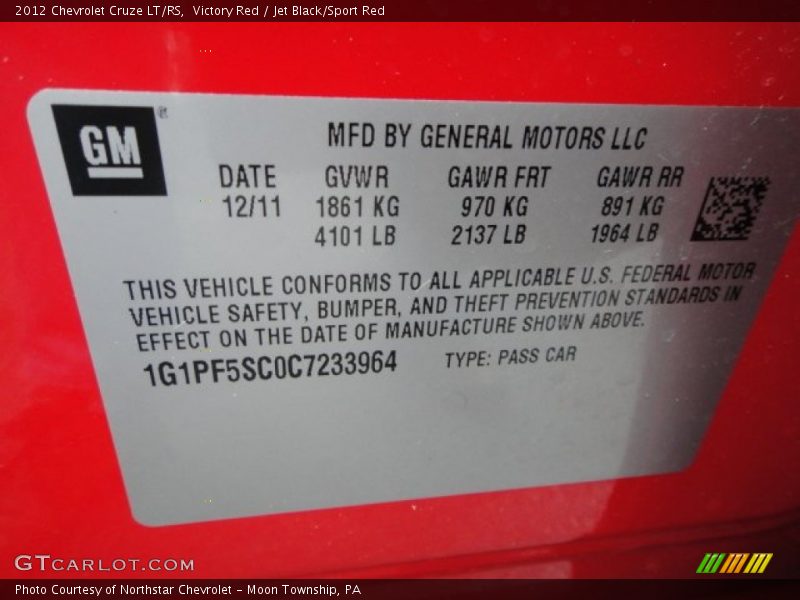 2012 Chevrolet Cruze LT/RS,  Victory Red / Jet Black/Sport Red
GM ®
MFD BY GENERAL MOTORS LLC
DATE GVWR GAWR FRT GAWR RR
12/11 1861 KG 970 KG 891 KG
4101 LB 2137 LB 1964 LB
THIS VEHICLE CONFORMS TO ALL APPLICABLE U.S. FEDERAL MOTOR
VEHICLE SAFETY, BUMPER, AND THEFT PREVENTION STANDARDS IN
EFFECT ON THE DATE OF MANUFACTURE SHOWN ABOVE.
1G1PF5SC0C7233964 TYPE: PASS CAR
GTCARLOT.COM
Photo Courtesy of Northstar Chevrolet - Moon Township, PA